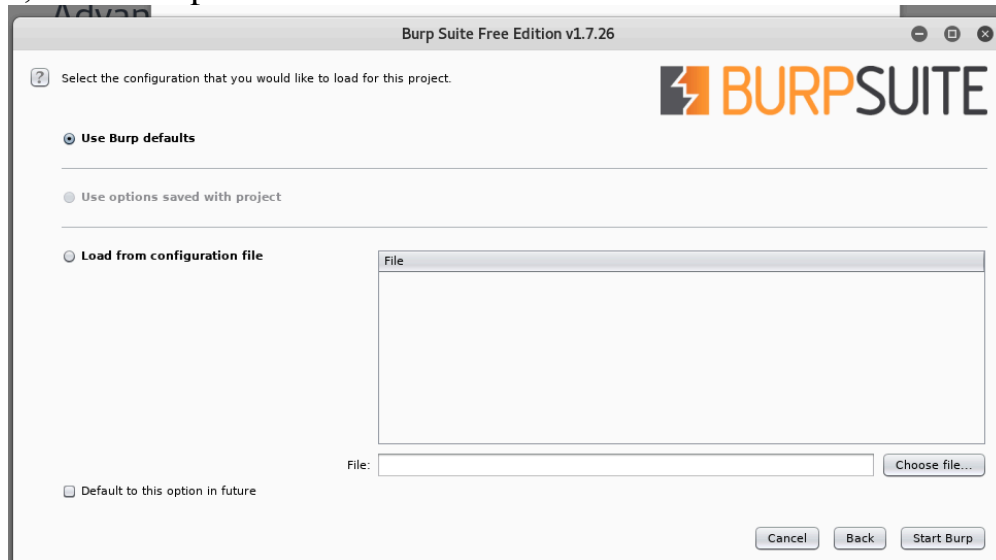 Advan
Burp Suite Free Edition v1.7.26
? Select the configuration that you would like to load for this project.
BURPSUITE
Use Burp defaults
Use options saved with project
Load from configuration file
File
File:
Choose file...
Default to this option in future
Cancel Back Start Burp